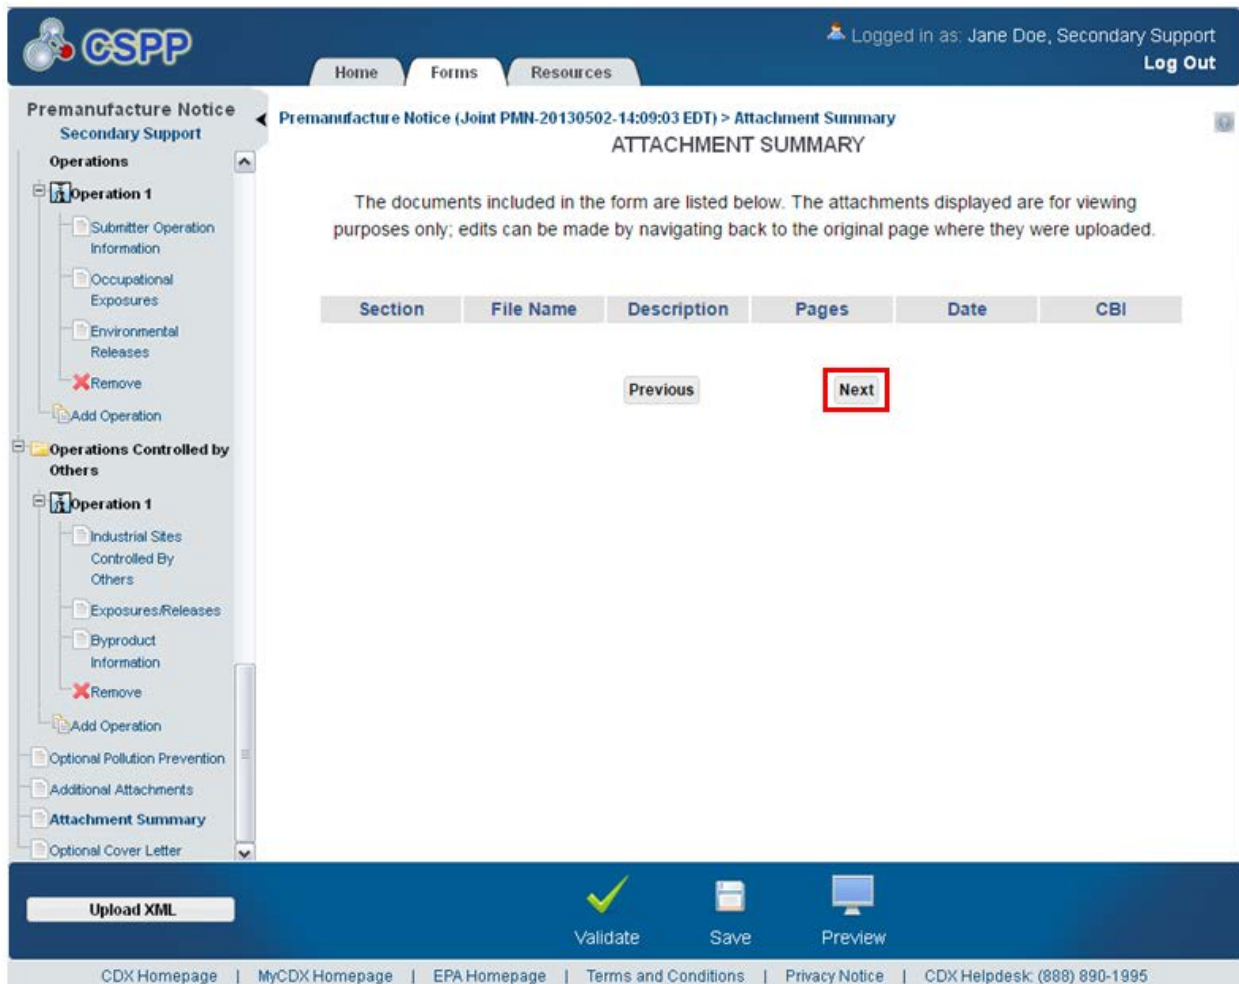 CSPP
Logged in as: Jane Doe, Secondary Support
Log Out
Home
Forms
Resources
Premanufacture Notice
Secondary Support
Operations
Operation 1
Submitter Operation
Information
Occupational
Exposures
Environmental
Releases
Remove
Add Operation
Operations Controlled by
Others
Operation 1
Industrial Sites
Controlled By
Others
Exposures/Releases
Byproduct
Information
Remove
Add Operation
Optional Pollution Prevention
Additional Attachments
Attachment Summary
Optional Cover Letter
Premanufacture Notice (Joint PMN-20130502-14:09:03 EDT) > Attachment Summary
ATTACHMENT SUMMARY
The documents included in the form are listed below. The attachments displayed are for viewing
purposes only; edits can be made by navigating back to the original page where they were uploaded.
Section File Name Description Pages Date CBI
Previous
Next
Upload XML
Validate
Save
Preview
CDX Homepage | MyCDX Homepage | EPA Homepage | Terms and Conditions | Privacy Notice | CDX Helpdesk: (888) 890-1995